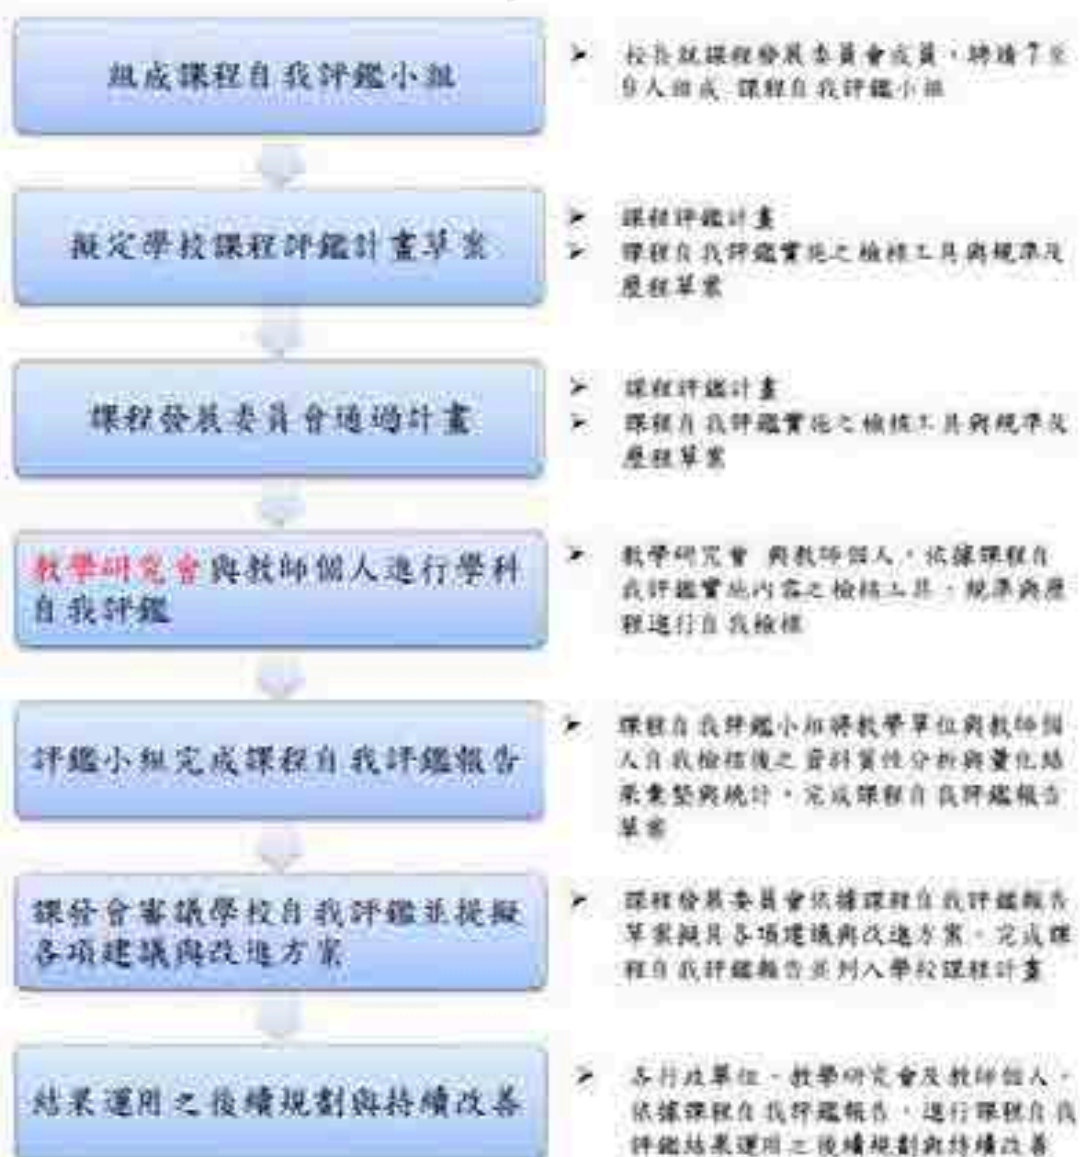 組成課程自我評鑑小組
➤ 校長就課程發展委員會成員，聘請7至
9人組成 課程自我評鑑小組
擬定學校課程評鑑計畫草案
➤ 課程評鑑計畫
➤ 課程自我評鑑實施之檢核工具與規準及
歷程草案
課程發展委員會通過計畫
➤ 課程評鑑計畫
➤ 課程自我評鑑實施之檢核工具與規準及
歷程草案
教學研究會與教師個人進行學科
自我評鑑
➤ 教學研究會 與教師個人，依據課程自
我評鑑實施內容之檢核工具、規準與歷
程進行自我檢核
評鑑小組完成課程自我評鑑報告
➤ 課程自我評鑑小組將教學單位與教師個
人自我檢核後之資料質性分析與量化結
果彙整與統計，完成課程自我評鑑報告
草案
課發會審議學校自我評鑑並提擬
各項建議與改進方案
➤ 課程發展委員會依據課程自我評鑑報告
草案擬具各項建議與改進方案，完成課
程自我評鑑報告並列入學校課程計畫
結果運用之後續規劃與持續改善
➤ 各行政單位、教學研究會及教師個人，
依據課程自我評鑑報告，進行課程自我
評鑑結果運用之後續規劃與持續改善